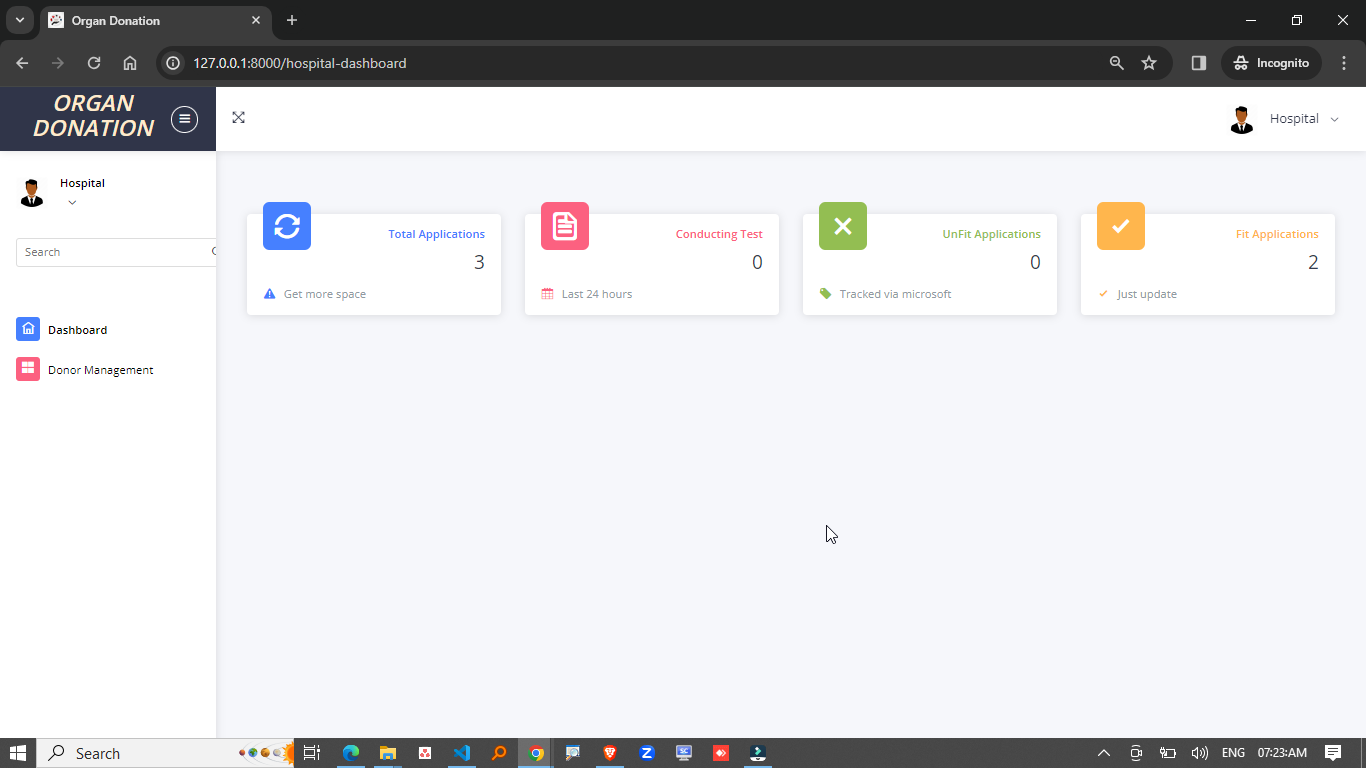 Organ Donation
127.0.0.1:8000/hospital-dashboard
Incognito
ORGAN
DONATION
Hospital
Hospital
Search
Dashboard
Donor Management
Total Applications
3
Get more space
Conducting Test
0
Last 24 hours
UnFit Applications
0
Tracked via microsoft
Fit Applications
2
Just update
Search
ENG
07:23:AM